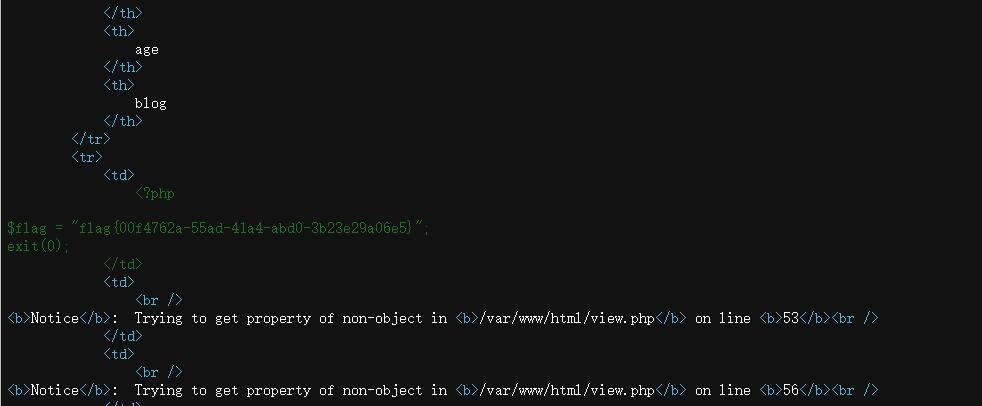 </th>
<th>
age
</th>
<th>
blog
</th>
</tr>
<tr>
<td>
<?php
$flag = "flag{00f4762a-55ad-41a4-abd0-3b23e29a06e5}";
exit(0);
</td>
<td>
<br />
<b>Notice</b>:  Trying to get property of non-object in <b>/var/www/html/view.php</b> on line <b>53</b><br />
</td>
<td>
<br />
<b>Notice</b>:  Trying to get property of non-object in <b>/var/www/html/view.php</b> on line <b>56</b><br />